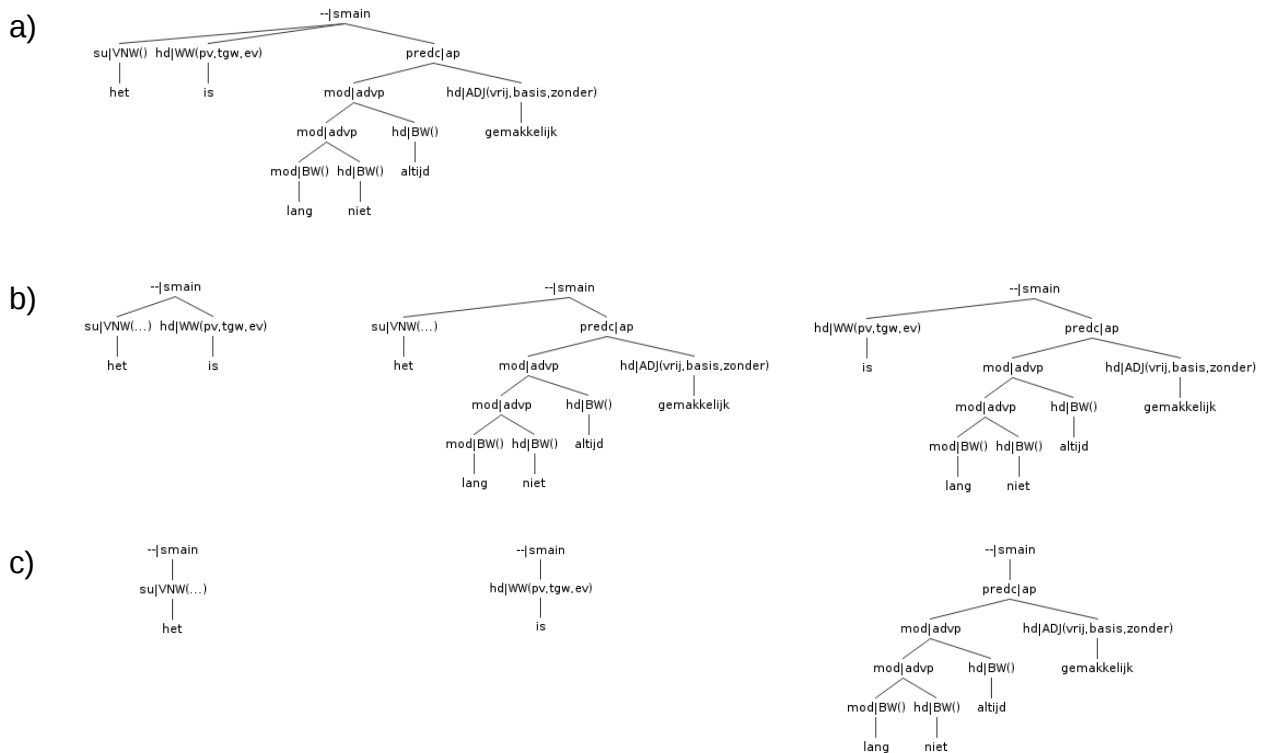 a)
--|smain
su|VNW() hd|WW(pv,tgw,ev) predc|ap
het is mod|advp hd|ADJ(vrij,basis,zonder)
mod|advp hd|BW() gemakkelijk
mod|BW() hd|BW() altijd
lang niet
b)
--|smain --|smain --|smain
su|VNW(...) hd|WW(pv,tgw,ev) su|VNW(...) predc|ap hd|WW(pv,tgw,ev) predc|ap
het is het mod|advp hd|ADJ(vrij,basis,zonder) is mod|advp hd|ADJ(vrij,basis,zonder)
mod|advp hd|BW() gemakkelijk mod|advp hd|BW() gemakkelijk
mod|BW() hd|BW() altijd mod|BW() hd|BW() altijd
lang niet lang niet
c)
--|smain --|smain --|smain
su|VNW(...) hd|WW(pv,tgw,ev) predc|ap
het is mod|advp hd|ADJ(vrij,basis,zonder)
mod|advp hd|BW() gemakkelijk
mod|BW() hd|BW() altijd
lang niet